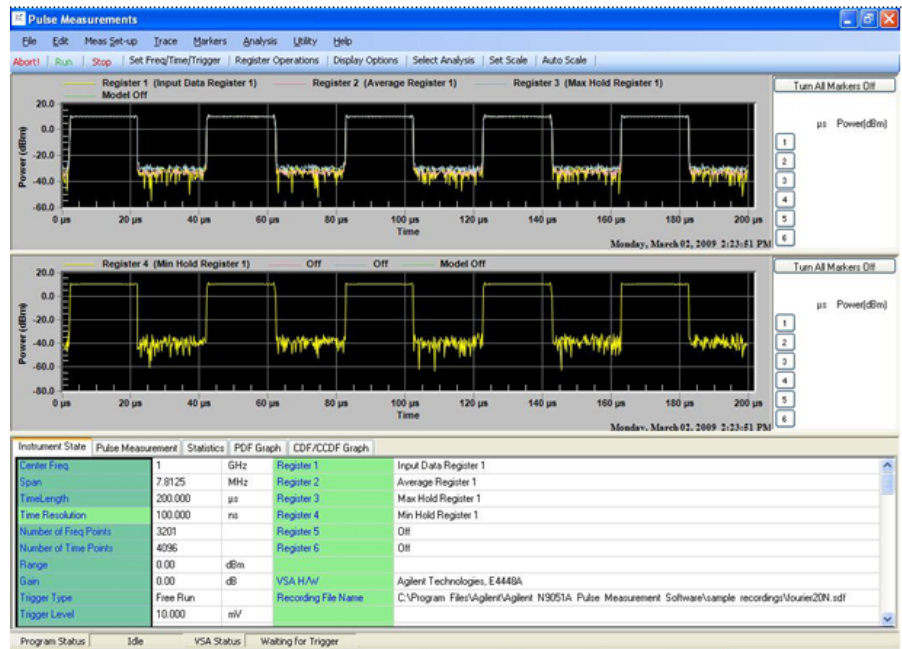 Pulse Measurements
File Edit Meas Set-up Trace Markers Analysis Utility Help
Abort! Run Stop Set Freq/Time/Trigger Register Operations Display Options Select Analysis Set Scale Auto Scale
Register 1 (Input Data Register 1) Register 2 (Average Register 1) Register 3 (Max Hold Register 1)
Model Off
Turn All Markers Off
µs Power(dBm)
Power (dBm)
20.0
0.0
-20.0
-40.0
-60.0
0 µs 20 µs 40 µs 60 µs 80 µs 100 µs 120 µs 140 µs 160 µs 180 µs 200 µs
Time
Monday, March 02, 2009 2:23:51 PM
1
2
3
4
5
6
Register 4 (Min Hold Register 1) Off Off Model Off
Turn All Markers Off
µs Power(dBm)
Power (dBm)
20.0
0.0
-20.0
-40.0
-60.0
-80.0
0 µs 20 µs 40 µs 60 µs 80 µs 100 µs 120 µs 140 µs 160 µs 180 µs 200 µs
Time
Monday, March 02, 2009 2:23:51 PM
1
2
3
4
5
6
Instrument State Pulse Measurement Statistics PDF Graph CDF/CCDF Graph
Center Freq 1 GHz Register 1 Input Data Register 1
Span 7.8125 MHz Register 2 Average Register 1
TimeLength 200.000 µs Register 3 Max Hold Register 1
Time Resolution 100.000 ns Register 4 Min Hold Register 1
Number of Freq Points 3201 Register 5 Off
Number of Time Points 4096 Register 6 Off
Range 0.00 dBm
Gain 0.00 dB VSA H/W Agilent Technologies, E4448A
Trigger Type Free Run Recording File Name C:\Program Files\Agilent\Agilent N9051A Pulse Measurement Software\sample recordings\fourier20N.sdf
Trigger Level 10.000 mV
Program Status Idle VSA Status Waiting for Trigger